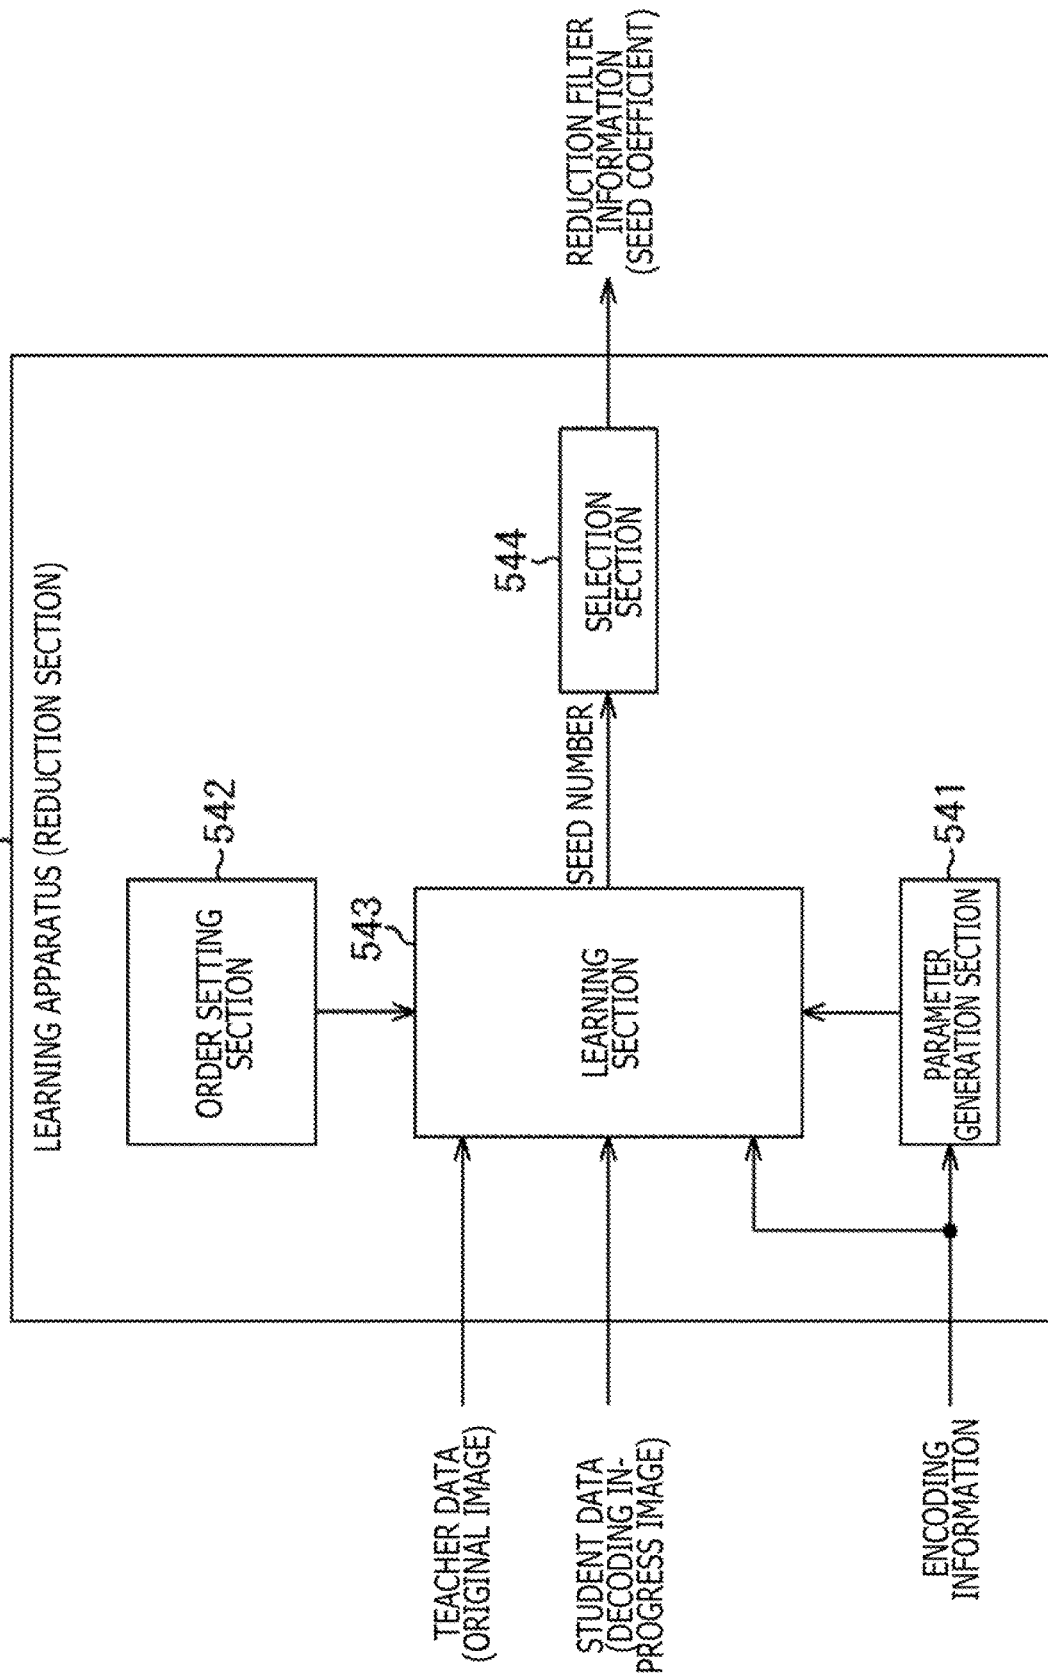 LEARNING APPARATUS (REDUCTION SECTION)
542
ORDER SETTING
SECTION
543
LEARNING
SECTION
TEACHER DATA
(ORIGINAL IMAGE)
STUDENT DATA
(DECODING IN-
PROGRESS IMAGE)
SEED NUMBER
544
SELECTION
SECTION
REDUCTION FILTER
INFORMATION
(SEED COEFFICIENT)
541
PARAMETER
GENERATION SECTION
ENCODING
INFORMATION